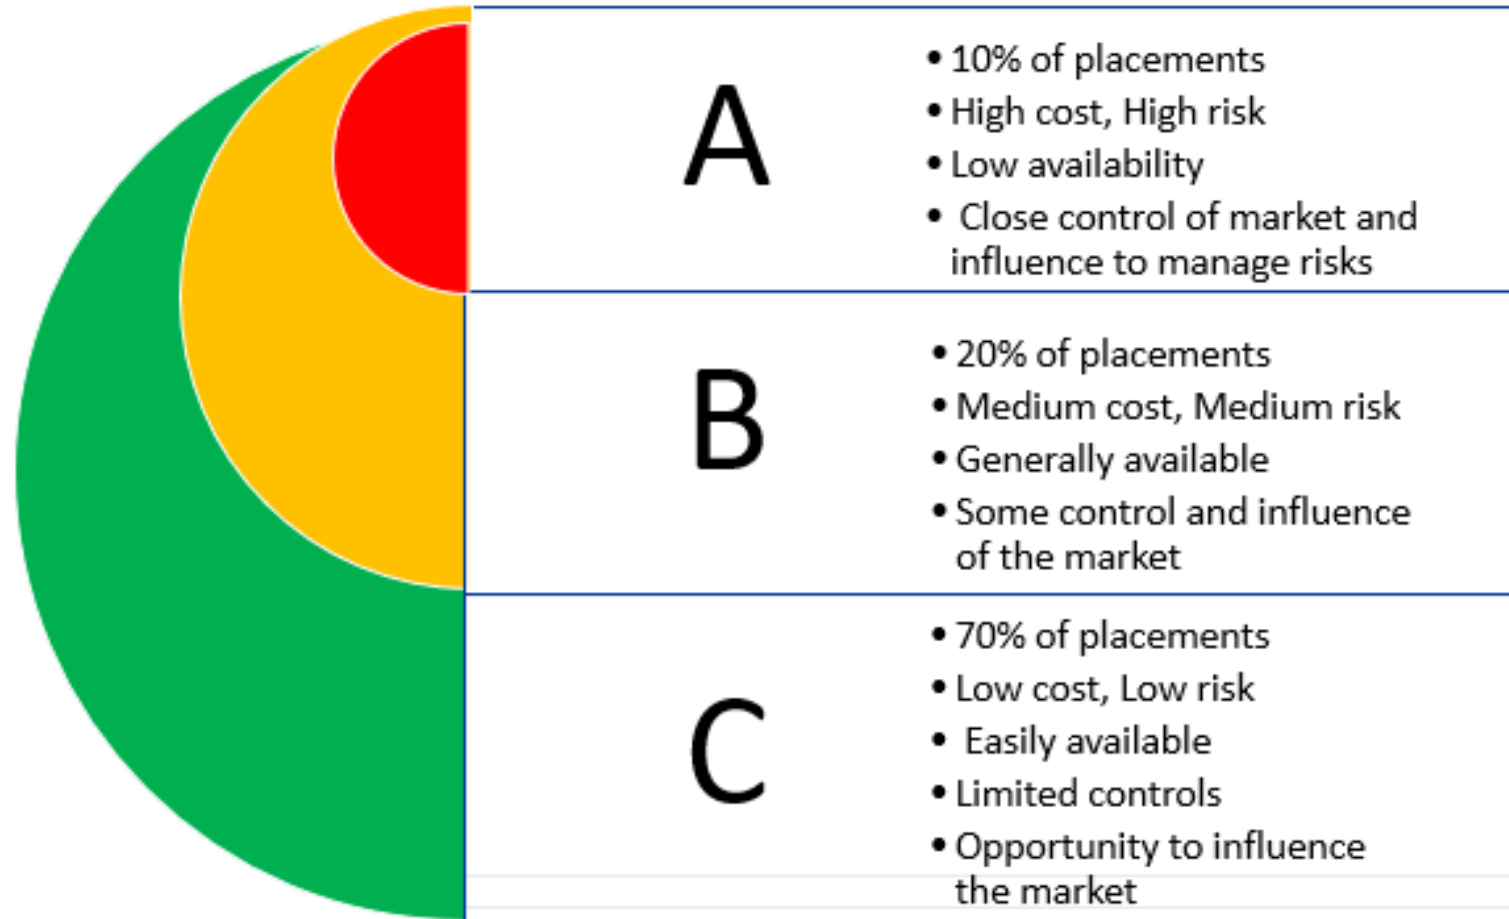 A
• 10% of placements
• High cost, High risk
• Low availability
• Close control of market and
influence to manage risks
B
• 20% of placements
• Medium cost, Medium risk
• Generally available
• Some control and influence
of the market
C
• 70% of placements
• Low cost, Low risk
• Easily available
• Limited controls
• Opportunity to influence
the market